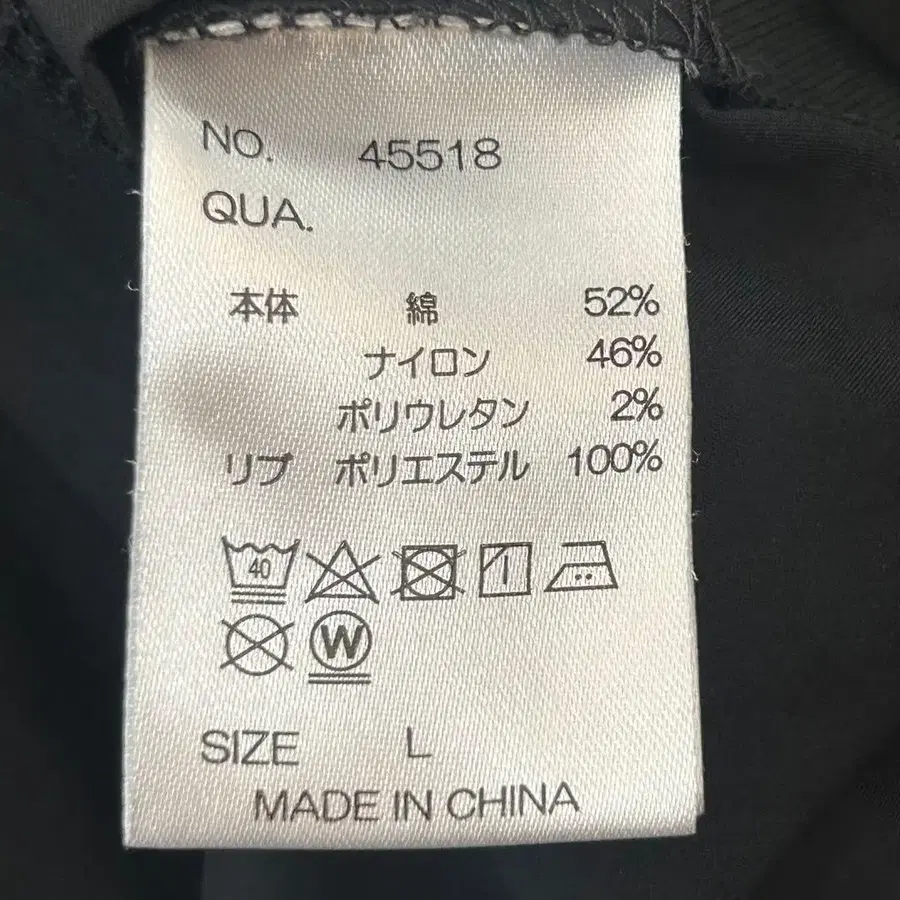 NO. 45518
QUA.
本体 綿 52%
ナイロン 46%
ポリウレタン 2%
リブ ポリエステル 100%
40
W
SIZE L
MADE IN CHINA